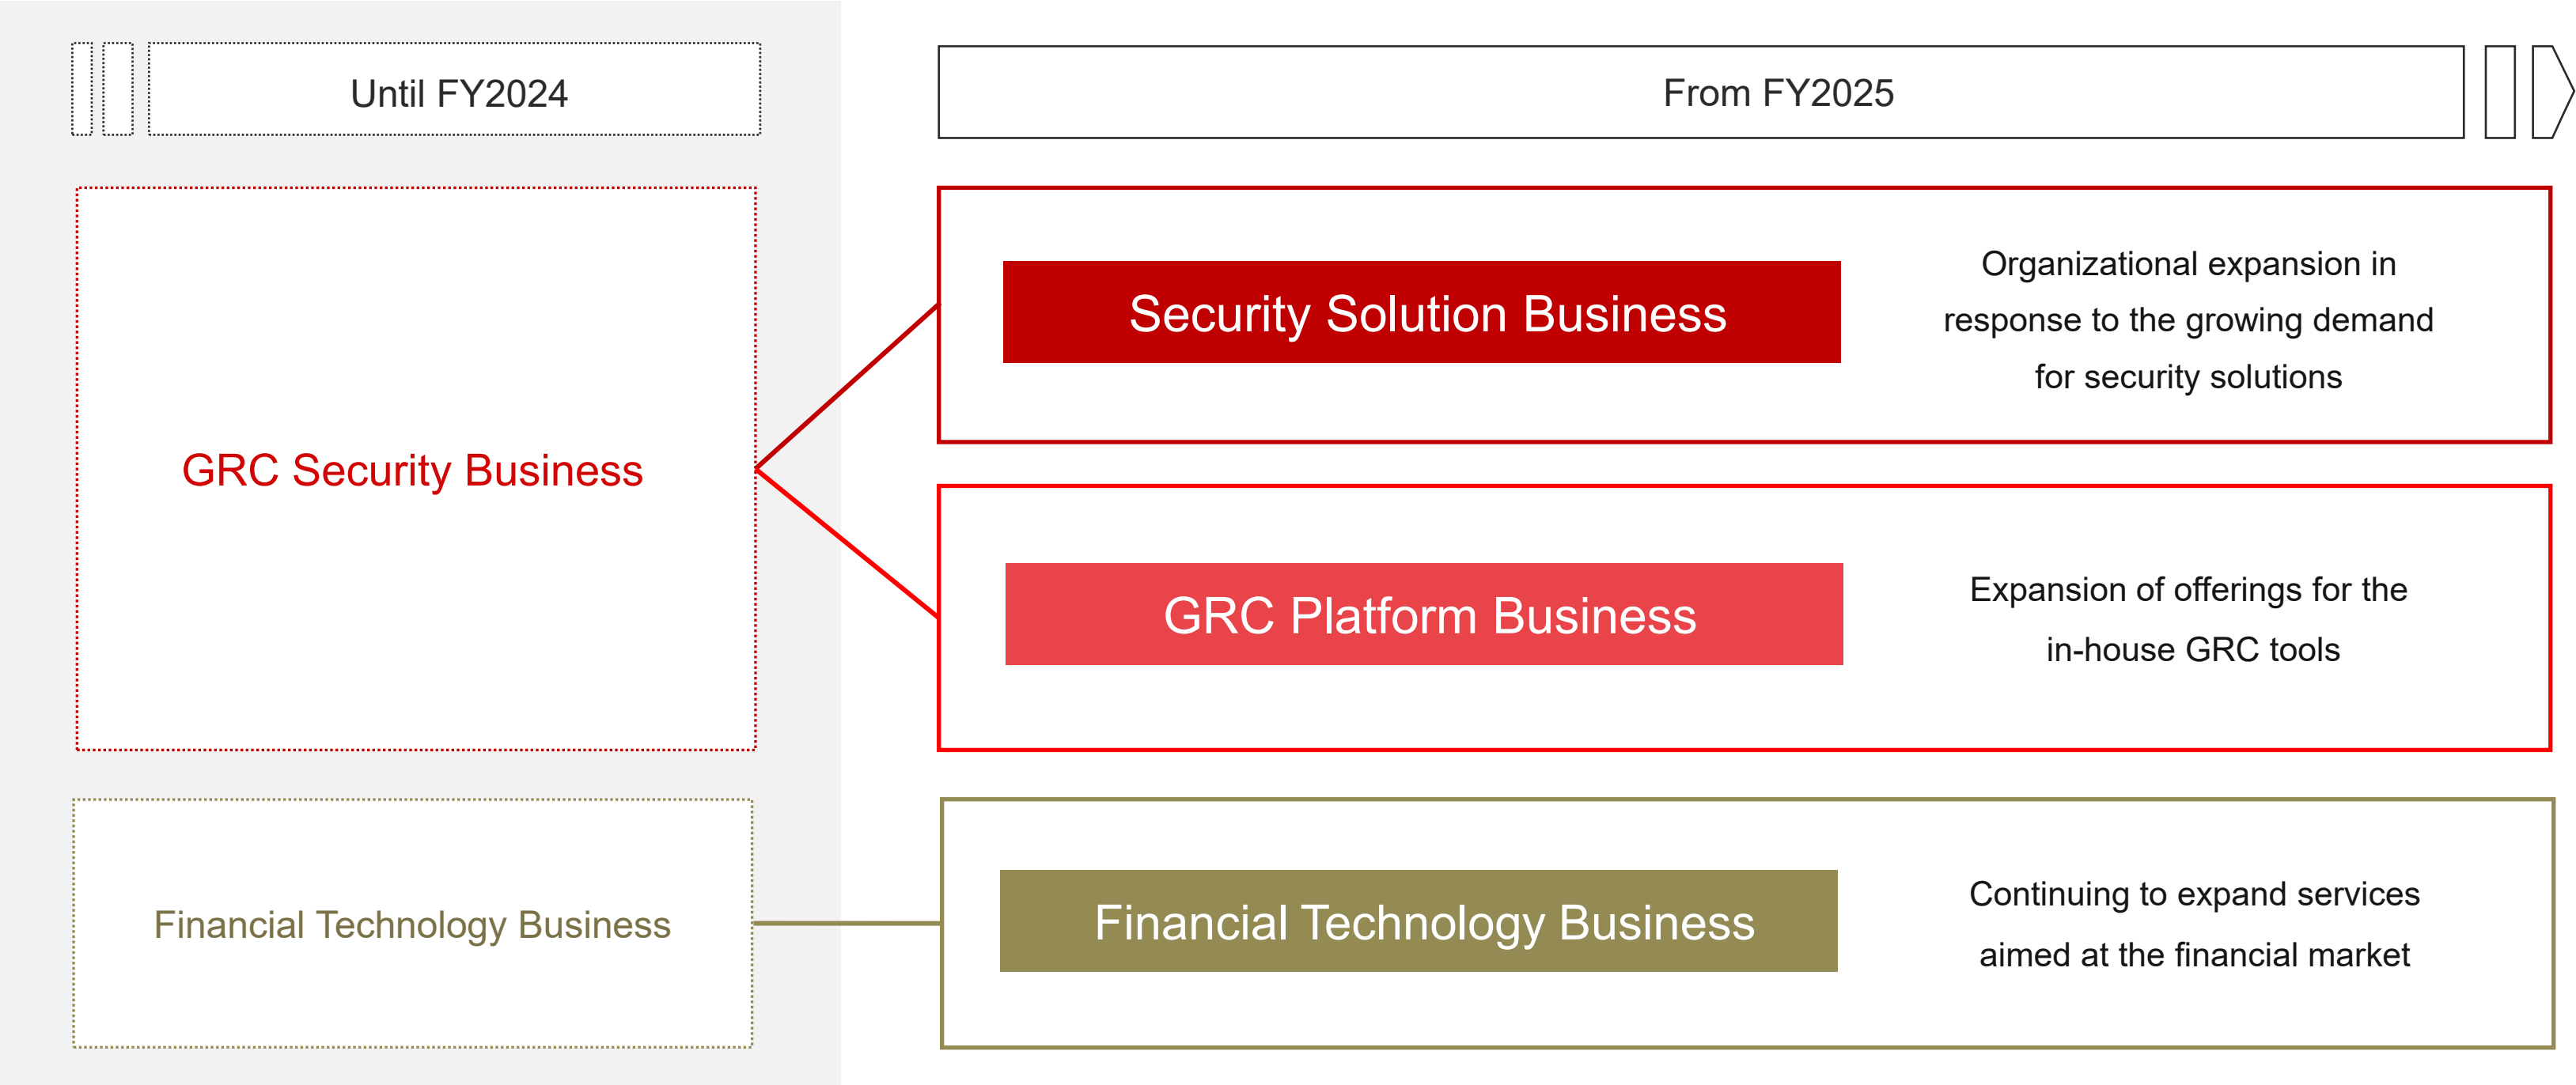 Until FY2024
From FY2025
GRC Security Business
Security Solution Business
Organizational expansion in
response to the growing demand
for security solutions
GRC Platform Business
Expansion of offerings for the
in-house GRC tools
Financial Technology Business
Financial Technology Business
Continuing to expand services
aimed at the financial market